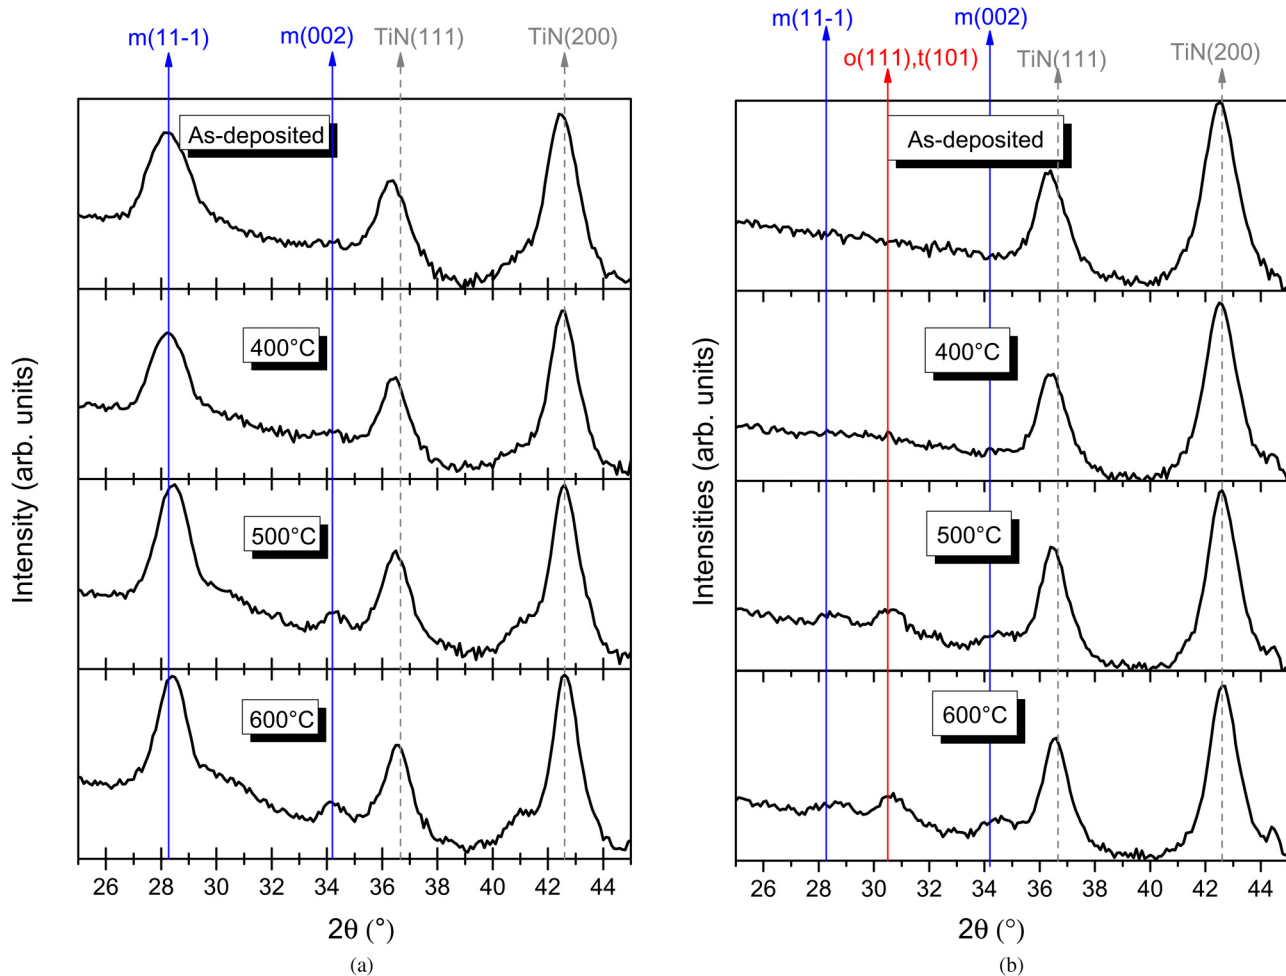 m(11-1) m(002) TiN(111) TiN(200)
As-deposited
400°C
500°C
600°C
Intensity (arb. units)
26 28 30 32 34 36 38 40 42 44
2θ (°)
(a)
m(11-1) m(002)
o(111),t(101) TiN(111) TiN(200)
As-deposited
400°C
500°C
600°C
Intensities (arb. units)
26 28 30 32 34 36 38 40 42 44
2θ (°)
(b)